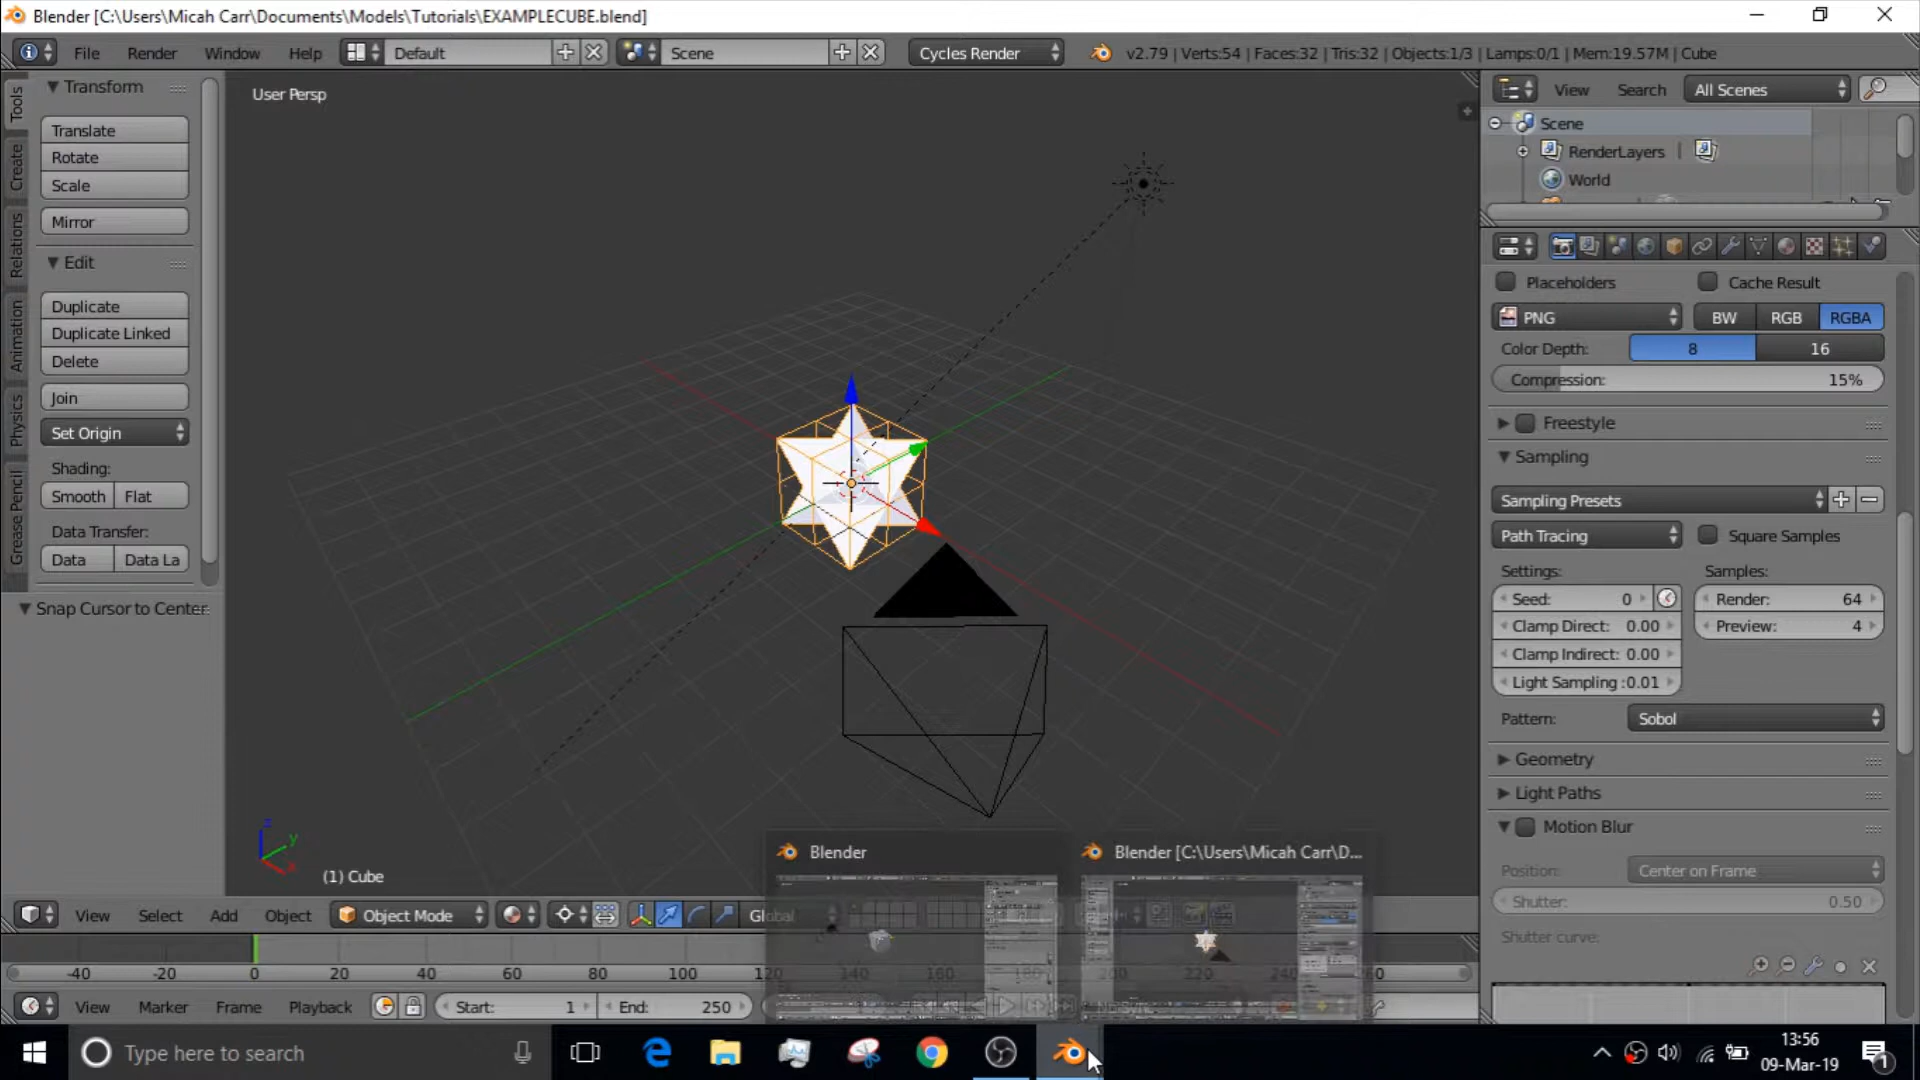 Blender [C:\Users\Micah Carr\Documents\Models\Tutorials\EXAMPLECUBE.blend]
File Render Window Help Default Scene Cycles Render v2.79 | Verts:54 | Faces:32 | Tris:32 | Objects:1/3 | Lamps:0/1 | Mem:19.57M | Cube
Tools
Create
Relations
Animation
Physics
Grease Pencil
Transform
Translate
Rotate
Scale
Mirror
Edit
Duplicate
Duplicate Linked
Delete
Join
Set Origin
Shading:
Smooth Flat
Data Transfer:
Data Data La
Snap Cursor to Center
User Persp
z
y
x
(1) Cube
View Search All Scenes
Scene
RenderLayers
World
Placeholders Cache Result
PNG BW RGB RGBA
Color Depth: 8 16
Compression: 15%
Freestyle
Sampling
Sampling Presets
Path Tracing Square Samples
Settings: Samples:
Seed: 0 Render: 64
Clamp Direct: 0.00 Preview: 4
Clamp Indirect: 0.00
Light Sampling :0.01
Pattern: Sobol
Geometry
Light Paths
Motion Blur
Position: Center on Frame
Shutter: 0.50
Shutter curve:
Blender Blender [C:\Users\Micah Carr\D...
View Select Add Object Object Mode Global
-40 -20 0 20 40 60 80 100 120 140 160 180 200 220 240 260
View Marker Frame Playback Start: 1 End: 250
Type here to search
13:56
09-Mar-19
1